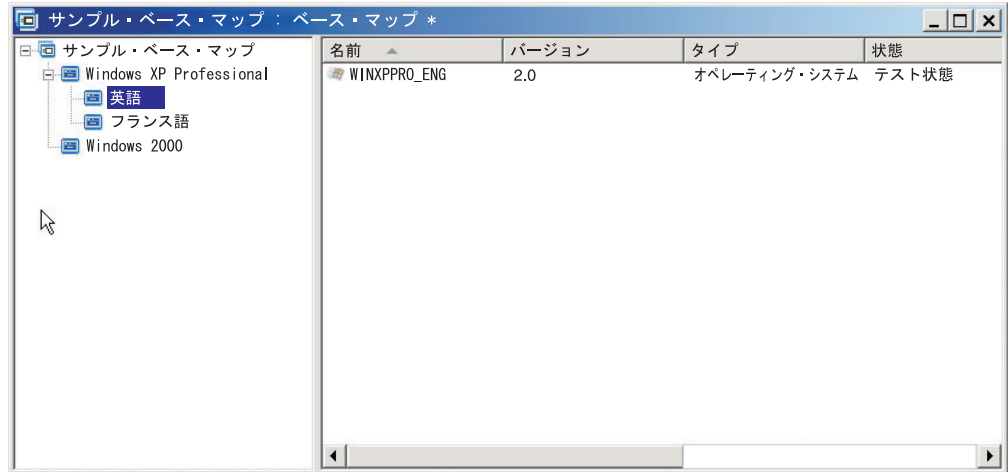 サンプル・ベース・マップ : ベース・マップ *
サンプル・ベース・マップ
Windows XP Professional
英語
フランス語
Windows 2000
名前 バージョン タイプ 状態
WINXPPRO_ENG 2.0 オペレーティング・システム テスト状態